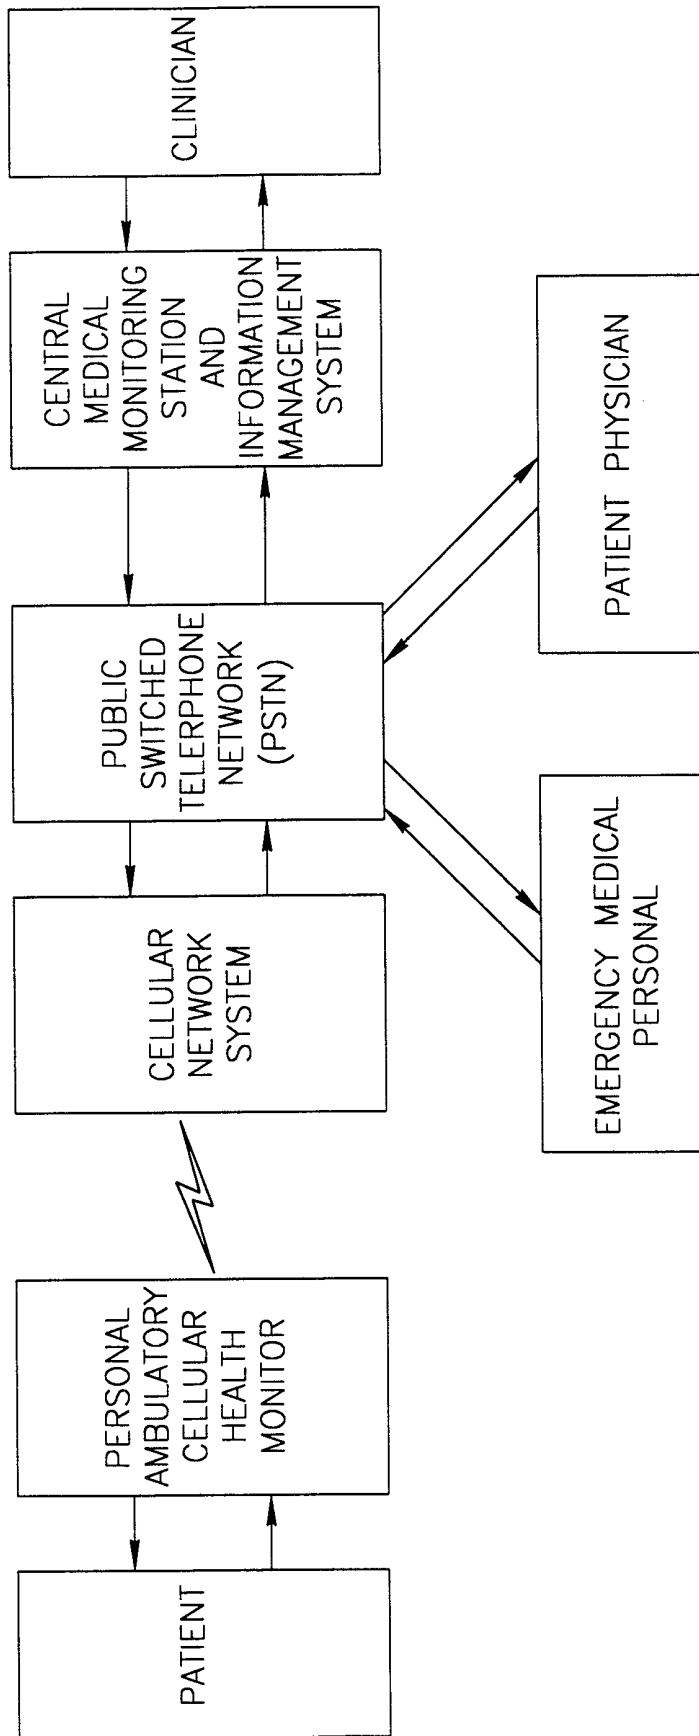 PATIENT
PERSONAL
AMBULATORY
CELLULAR
HEALTH
MONITOR
CELLULAR
NETWORK
SYSTEM
PUBLIC
SWITCHED
TELERPHONE
NETWORK
(PSTN)
CENTRAL
MEDICAL
MONITORING
STATION
AND
INFORMATION
MANAGEMENT
SYSTEM
CLINICIAN
EMERGENCY MEDICAL
PERSONAL
PATIENT PHYSICIAN